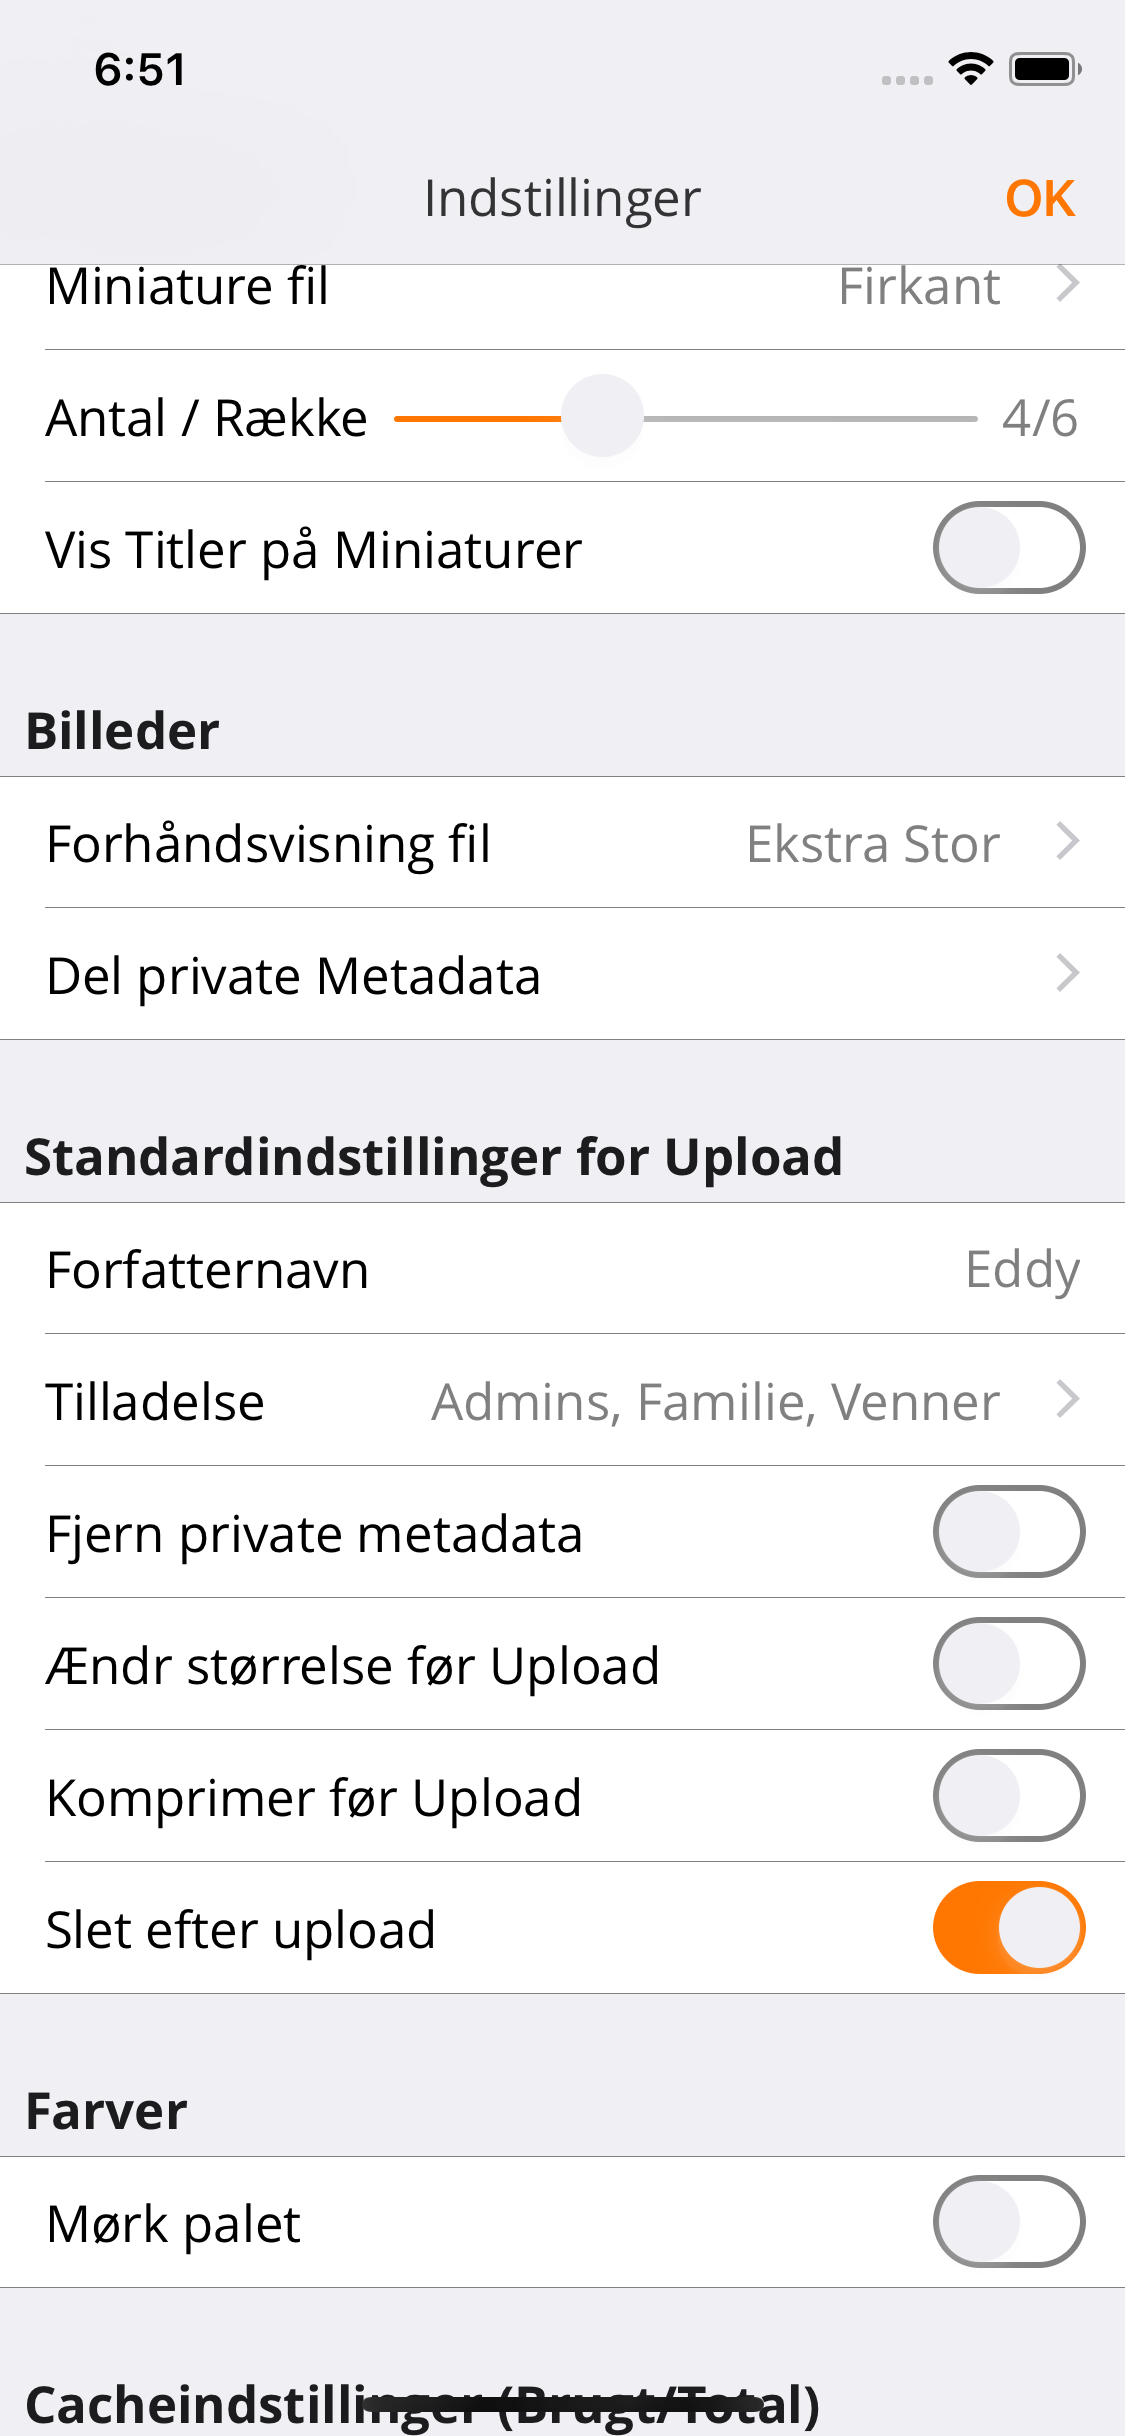 6:51
Indstillinger
OK
Miniature fil
Firkant
Antal / Række
4/6
Vis Titler på Miniaturer
Billeder
Forhåndsvisning fil
Ekstra Stor
Del private Metadata
Standardindstillinger for Upload
Forfatternavn
Eddy
Tilladelse
Admins, Familie, Venner
Fjern private metadata
Ændr størrelse før Upload
Komprimer før Upload
Slet efter upload
Farver
Mørk palet
Cacheindstillinger (Brugt/Total)